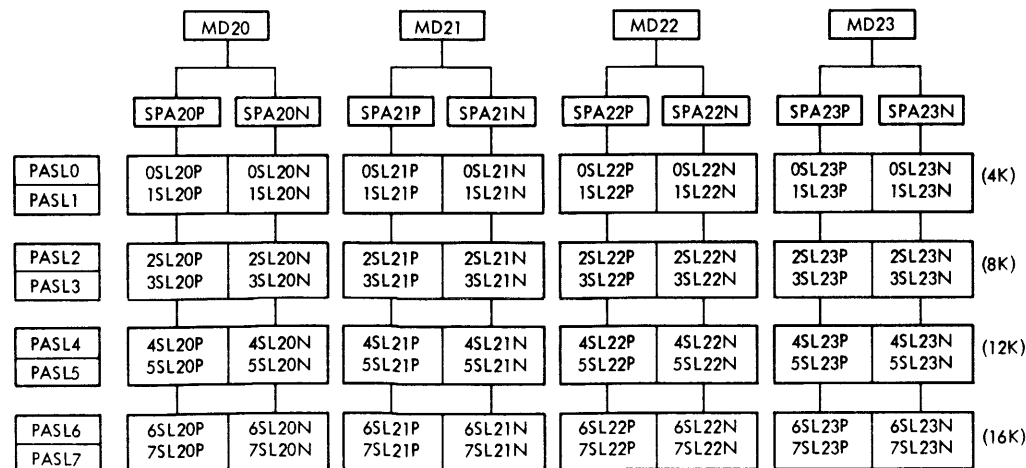 MD20 MD21 MD22 MD23
SPA20P SPA20N SPA21P SPA21N SPA22P SPA22N SPA23P SPA23N
PASL0 0SL20P 0SL20N 0SL21P 0SL21N 0SL22P 0SL22N 0SL23P 0SL23N (4K)
PASL1 1SL20P 1SL20N 1SL21P 1SL21N 1SL22P 1SL22N 1SL23P 1SL23N
PASL2 2SL20P 2SL20N 2SL21P 2SL21N 2SL22P 2SL22N 2SL23P 2SL23N (8K)
PASL3 3SL20P 3SL20N 3SL21P 3SL21N 3SL22P 3SL22N 3SL23P 3SL23N
PASL4 4SL20P 4SL20N 4SL21P 4SL21N 4SL22P 4SL22N 4SL23P 4SL23N (12K)
PASL5 5SL20P 5SL20N 5SL21P 5SL21N 5SL22P 5SL22N 5SL23P 5SL23N
PASL6 6SL20P 6SL20N 6SL21P 6SL21N 6SL22P 6SL22N 6SL23P 6SL23N (16K)
PASL7 7SL20P 7SL20N 7SL21P 7SL21N 7SL22P 7SL22N 7SL23P 7SL23N